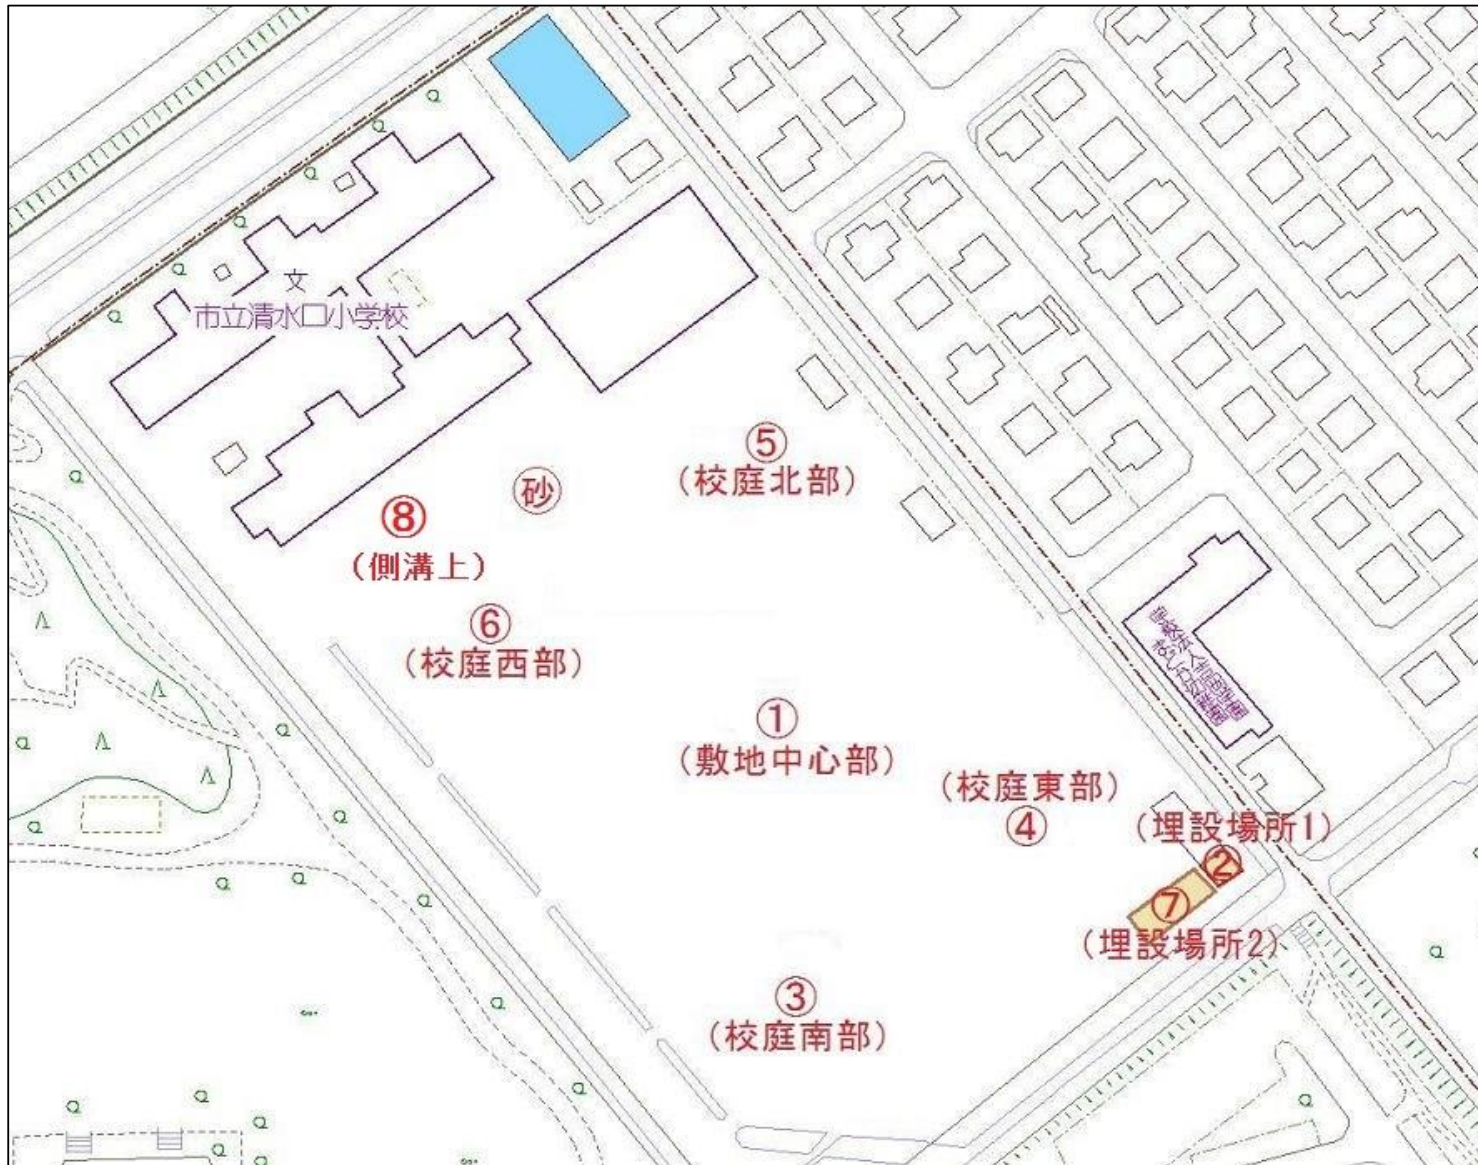 文
市立清水口小学校
⑤
(校庭北部)
砂
⑧
(側溝上)
⑥
(校庭西部)
①
(敷地中心部)
(校庭東部)
④
(埋設場所1)
②
⑦
(埋設場所2)
③
(校庭南部)